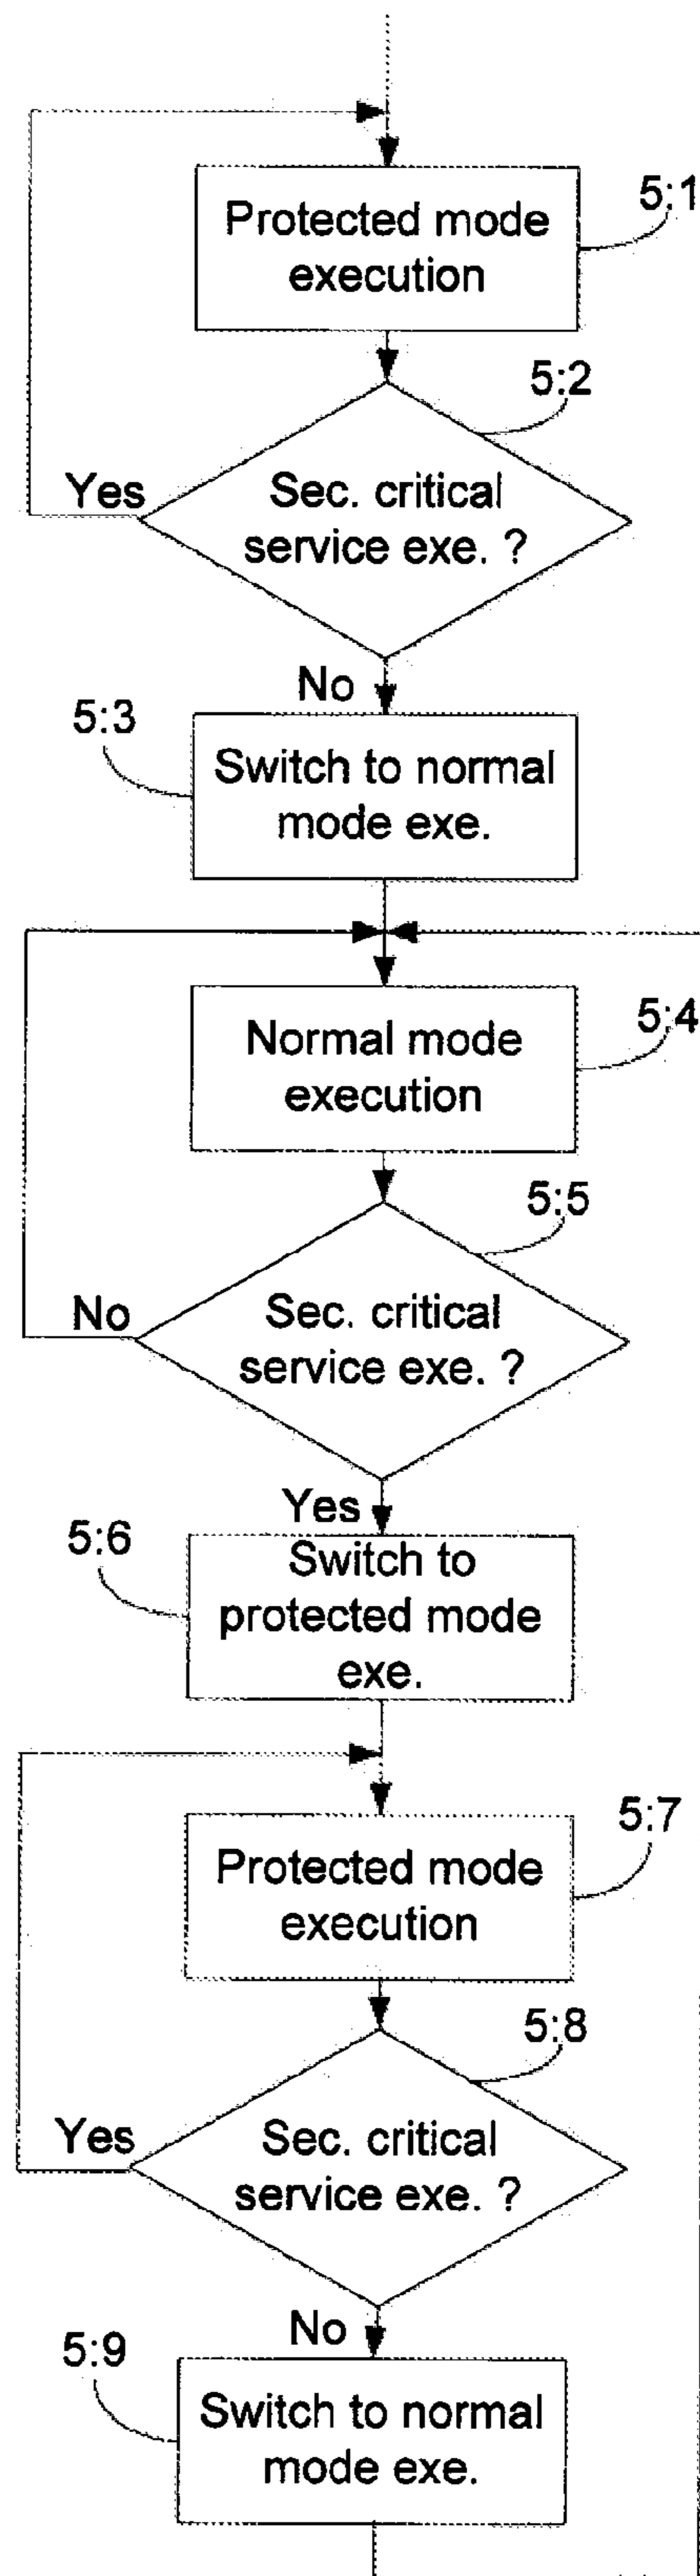 5:1
Protected mode
execution
5:2
Yes
Sec. critical
service exe. ?
No
5:3
Switch to normal
mode exe.
5:4
Normal mode
execution
5:5
No
Sec. critical
service exe. ?
Yes
5:6
Switch to
protected mode
exe.
5:7
Protected mode
execution
5:8
Yes
Sec. critical
service exe. ?
No
5:9
Switch to normal
mode exe.